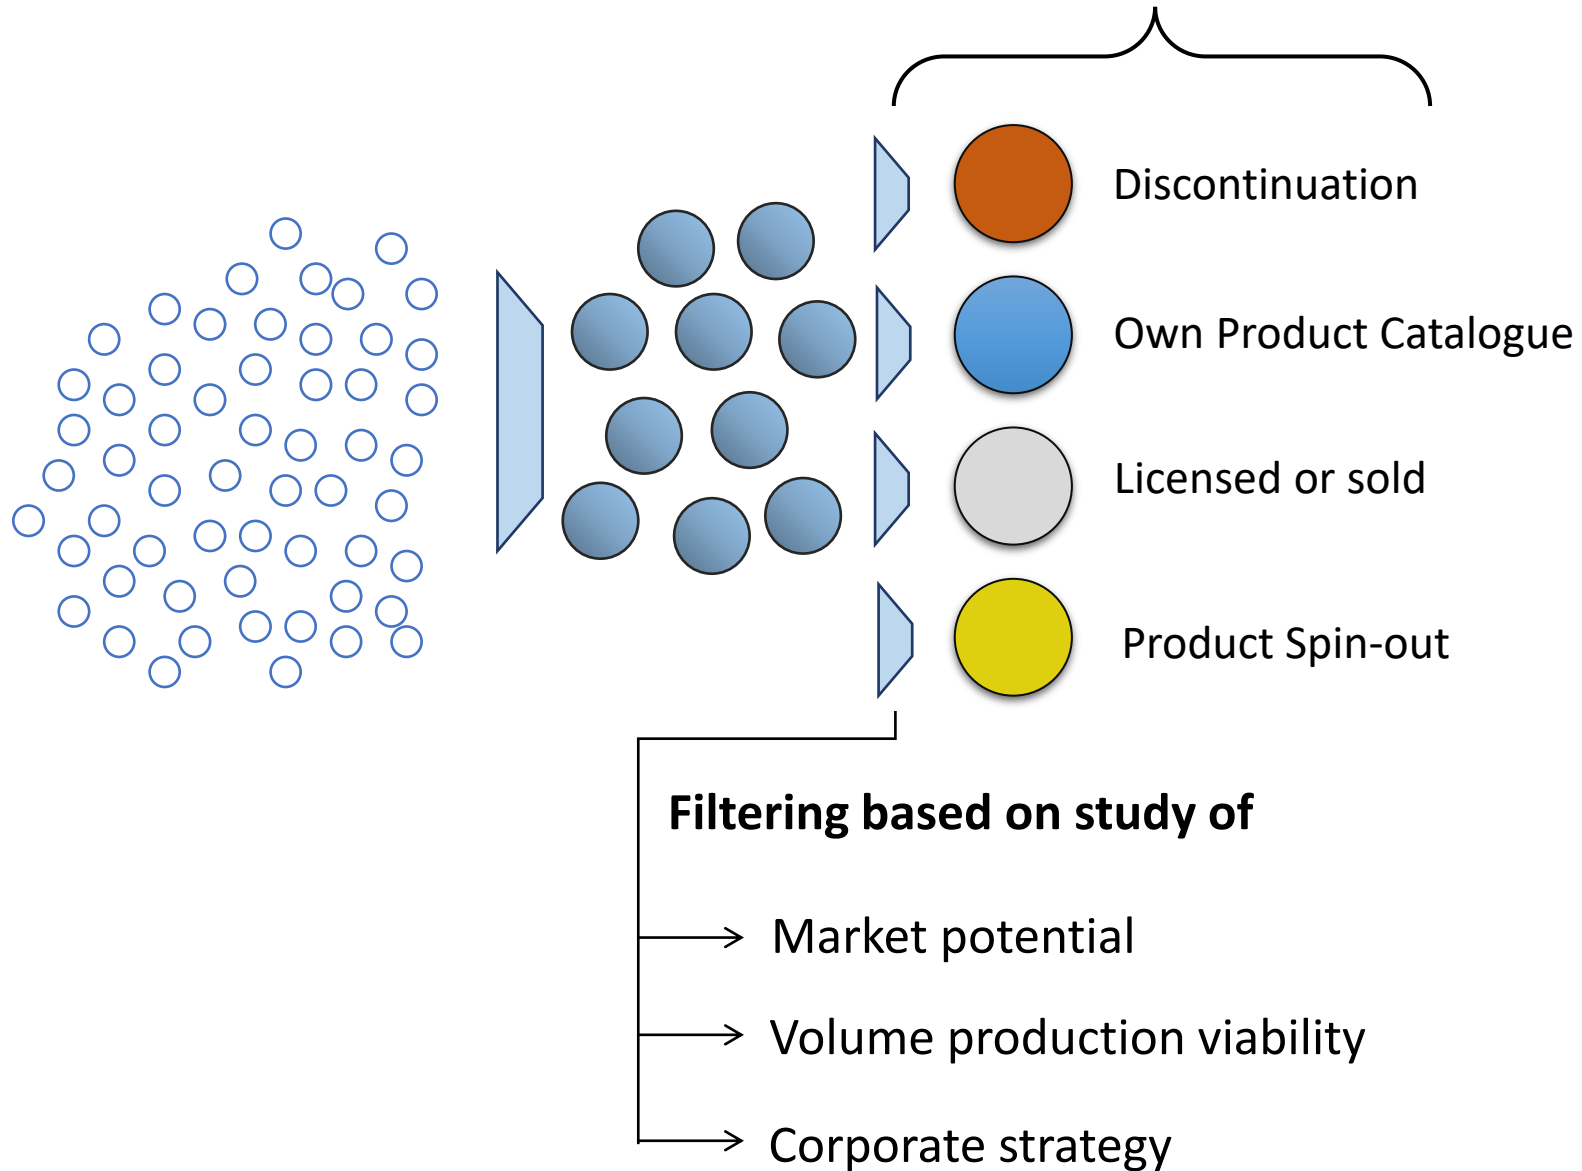 Discontinuation
Own Product Catalogue
Licensed or sold
Product Spin-out
Filtering based on study of
Market potential
Volume production viability
Corporate strategy